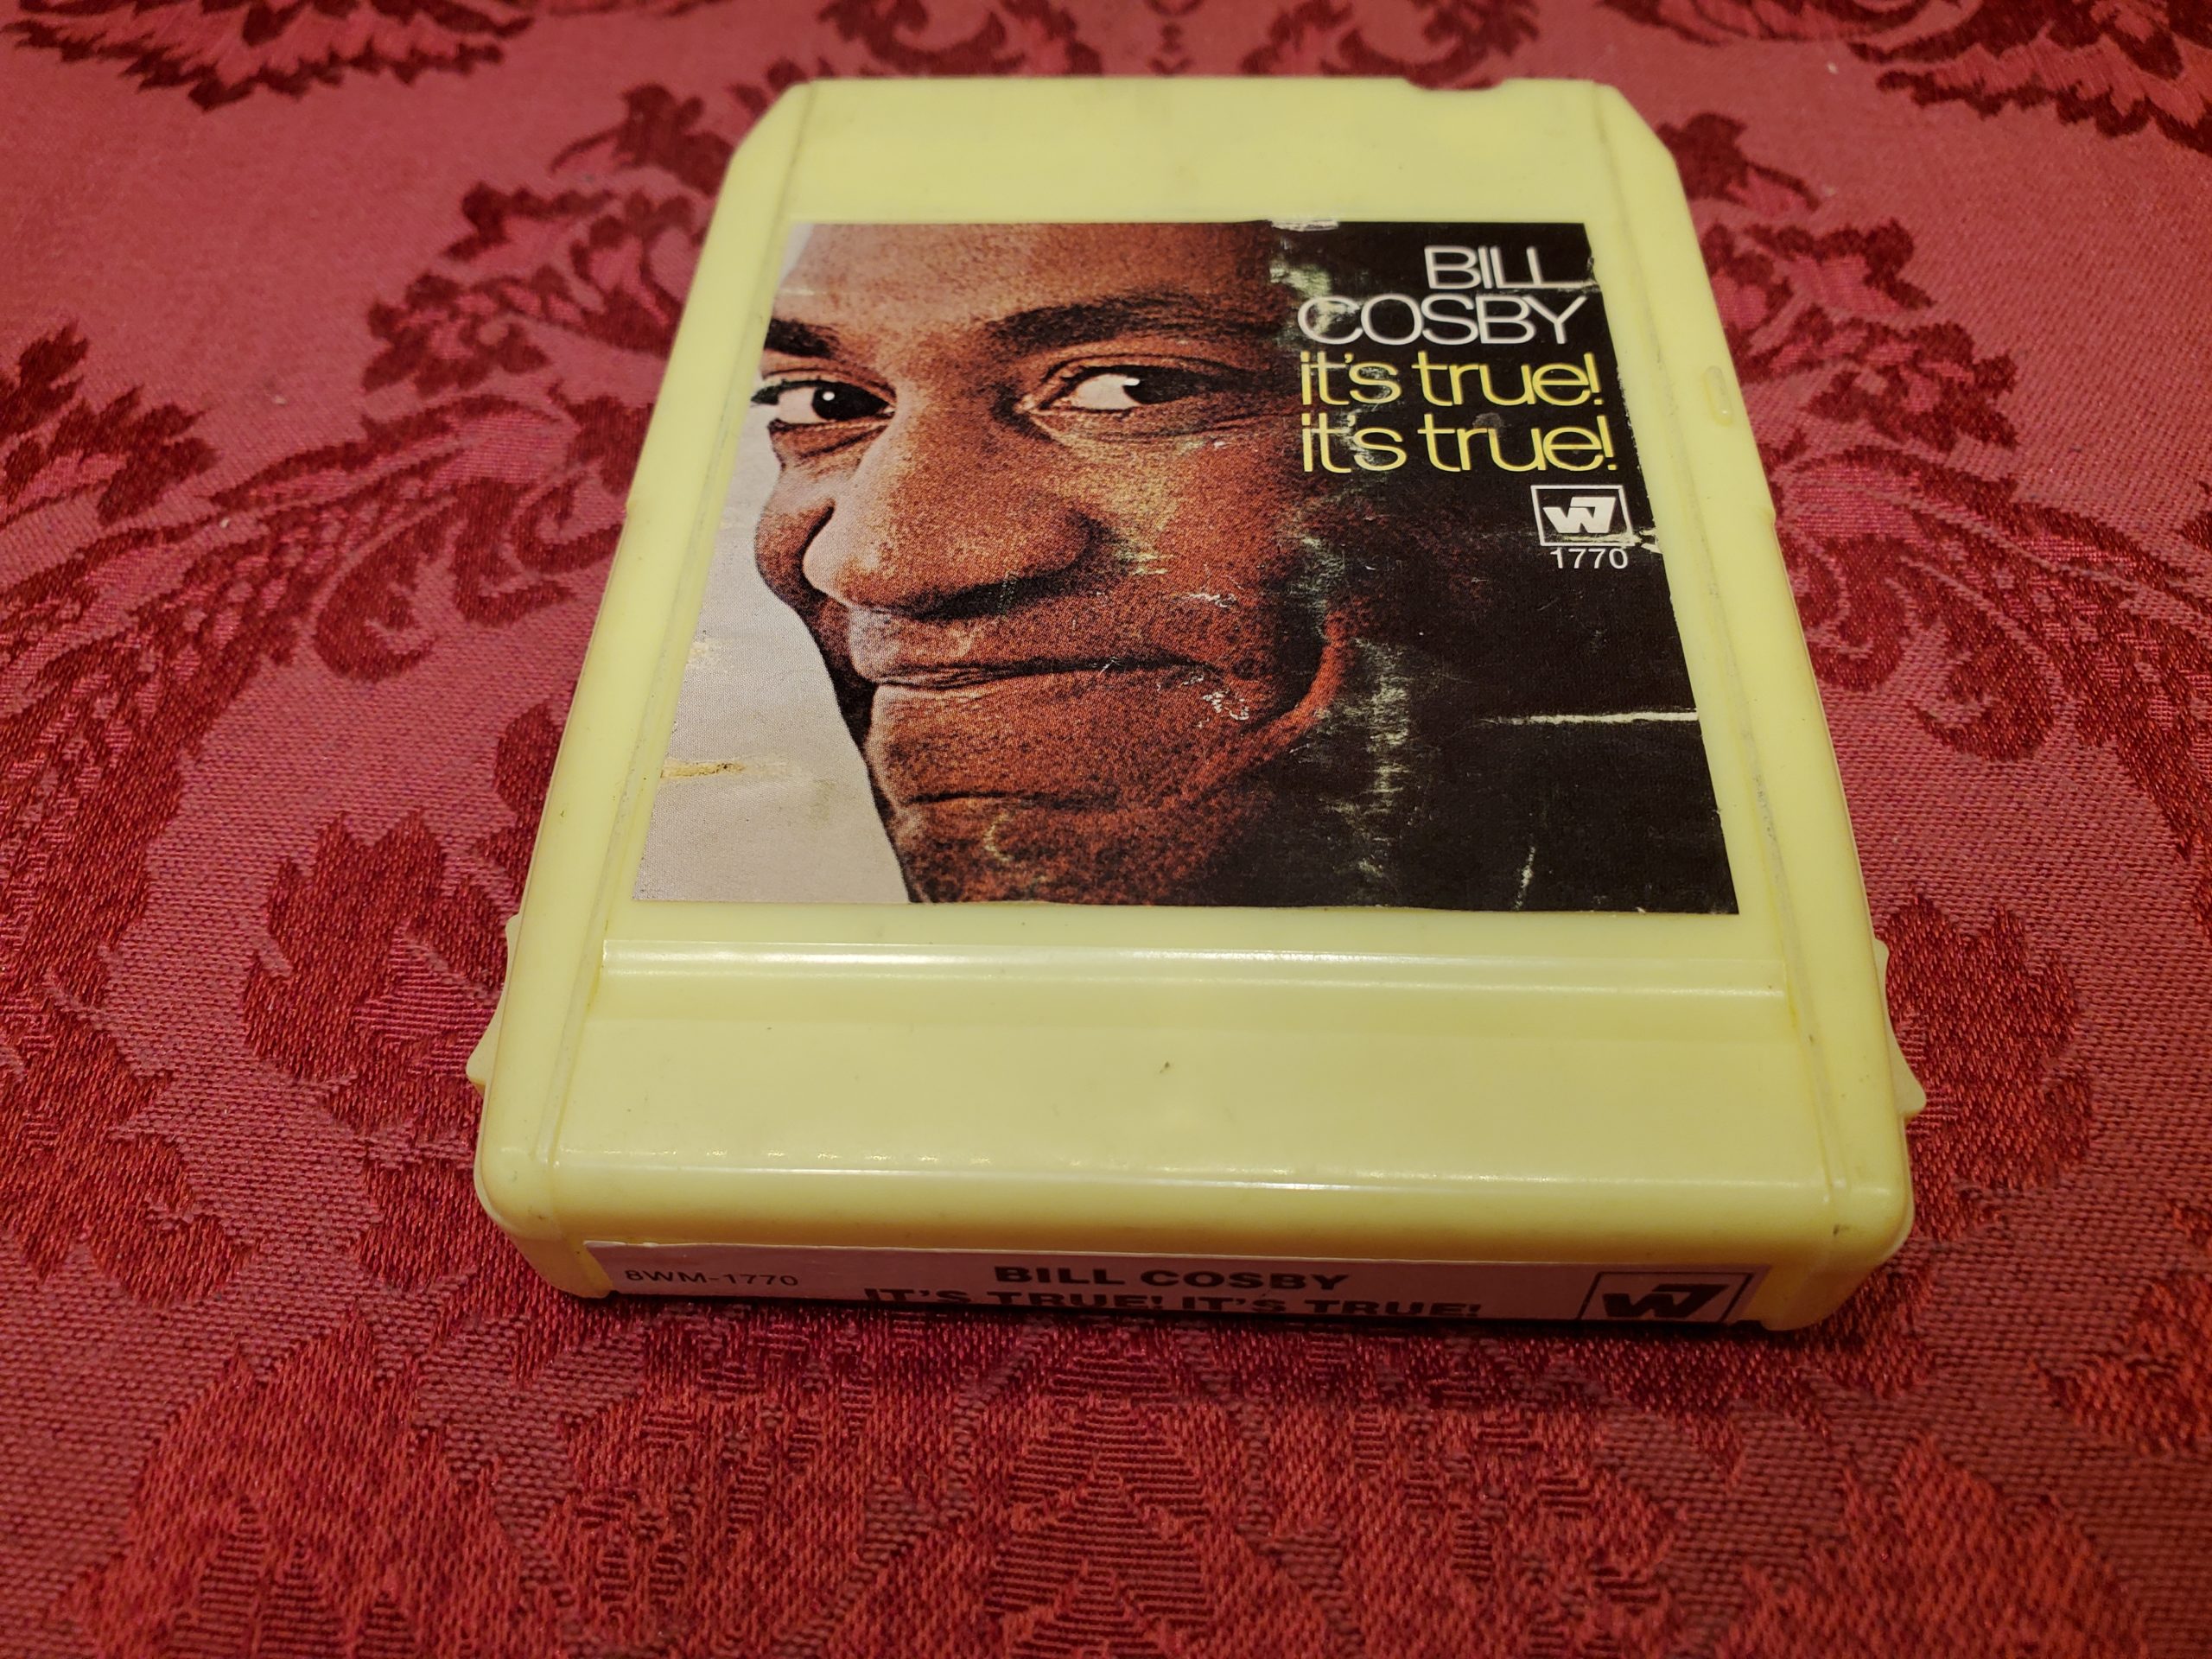 BILL
COSBY
it's true!
it's true!
W7
1770
8WM-1770
BILL COSBY
IT'S TRUE! IT'S TRUE!
W7